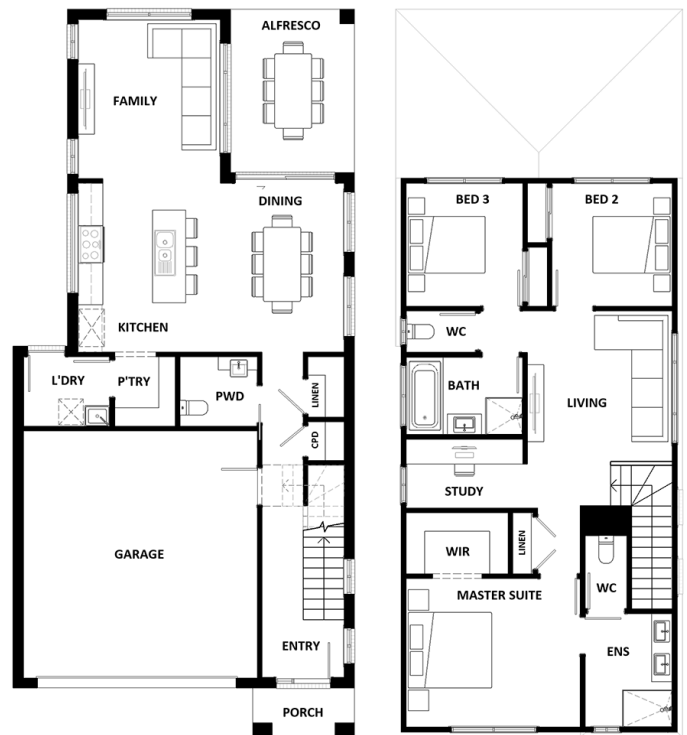 ALFRESCO
FAMILY
DINING
KITCHEN
L'DRY
P'TRY
PWD
LINEN
CPD
GARAGE
ENTRY
PORCH
BED 3
BED 2
WC
BATH
LIVING
STUDY
WIR
LINEN
WC
MASTER SUITE
ENS